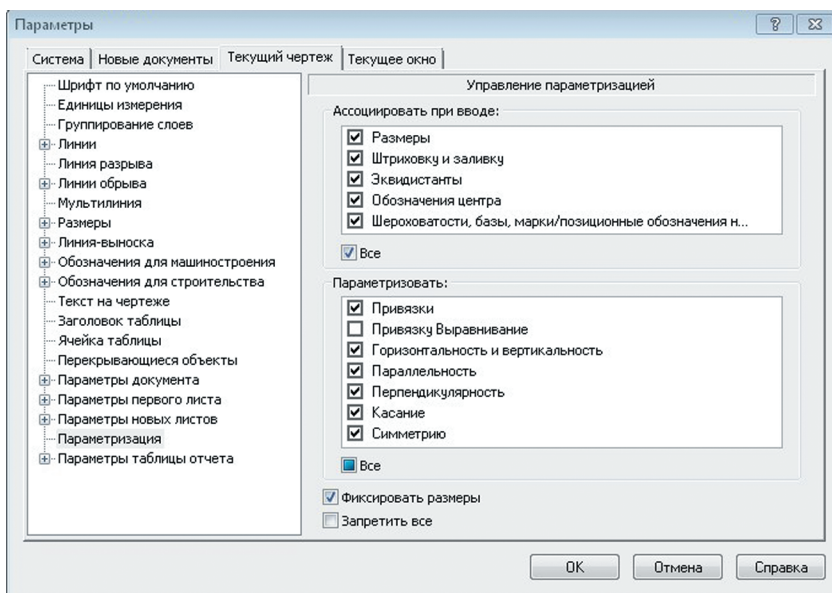 Параметры
Система
Новые документы
Текущий чертеж
Текущее окно
Шрифт по умолчанию
Единицы измерения
Группирование слоев
Линии
Линия разрыва
Линии обрыва
Мультилиния
Размеры
Линия-выноска
Обозначения для машиностроения
Обозначения для строительства
Текст на чертеже
Заголовок таблицы
Ячейка таблицы
Перекрывающиеся объекты
Параметры документа
Параметры первого листа
Параметры новых листов
Параметризация
Параметры таблицы отчета
Управление параметризацией
Ассоциировать при вводе:
Размеры
Штриховку и заливку
Эквидистанты
Обозначения центра
Шероховатости, базы, марки/позиционные обозначения н...
Все
Параметризовать:
Привязки
Привязку Выравнивание
Горизонтальность и вертикальность
Параллельность
Перпендикулярность
Касание
Симметрию
Все
Фиксировать размеры
Запретить все
OK
Отмена
Справка